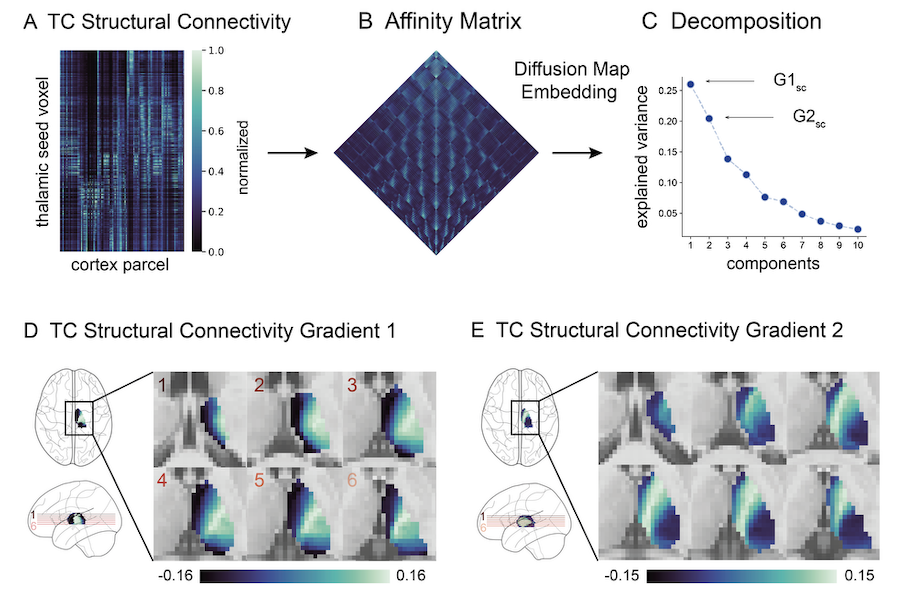 A TC Structural Connectivity
B Affinity Matrix
C Decomposition
thalamic seed voxel
cortex parcel
1.0
0.8
0.6
0.4
0.2
0.0
normalized
Diffusion Map
Embedding
explained variance
0.25
0.20
0.15
0.10
0.05
G1sc
G2sc
1 2 3 4 5 6 7 8 9 10
components
D TC Structural Connectivity Gradient 1
1 2 3
4 5 6
1
6
-0.16 0.16
E TC Structural Connectivity Gradient 2
1
6
-0.15 0.15